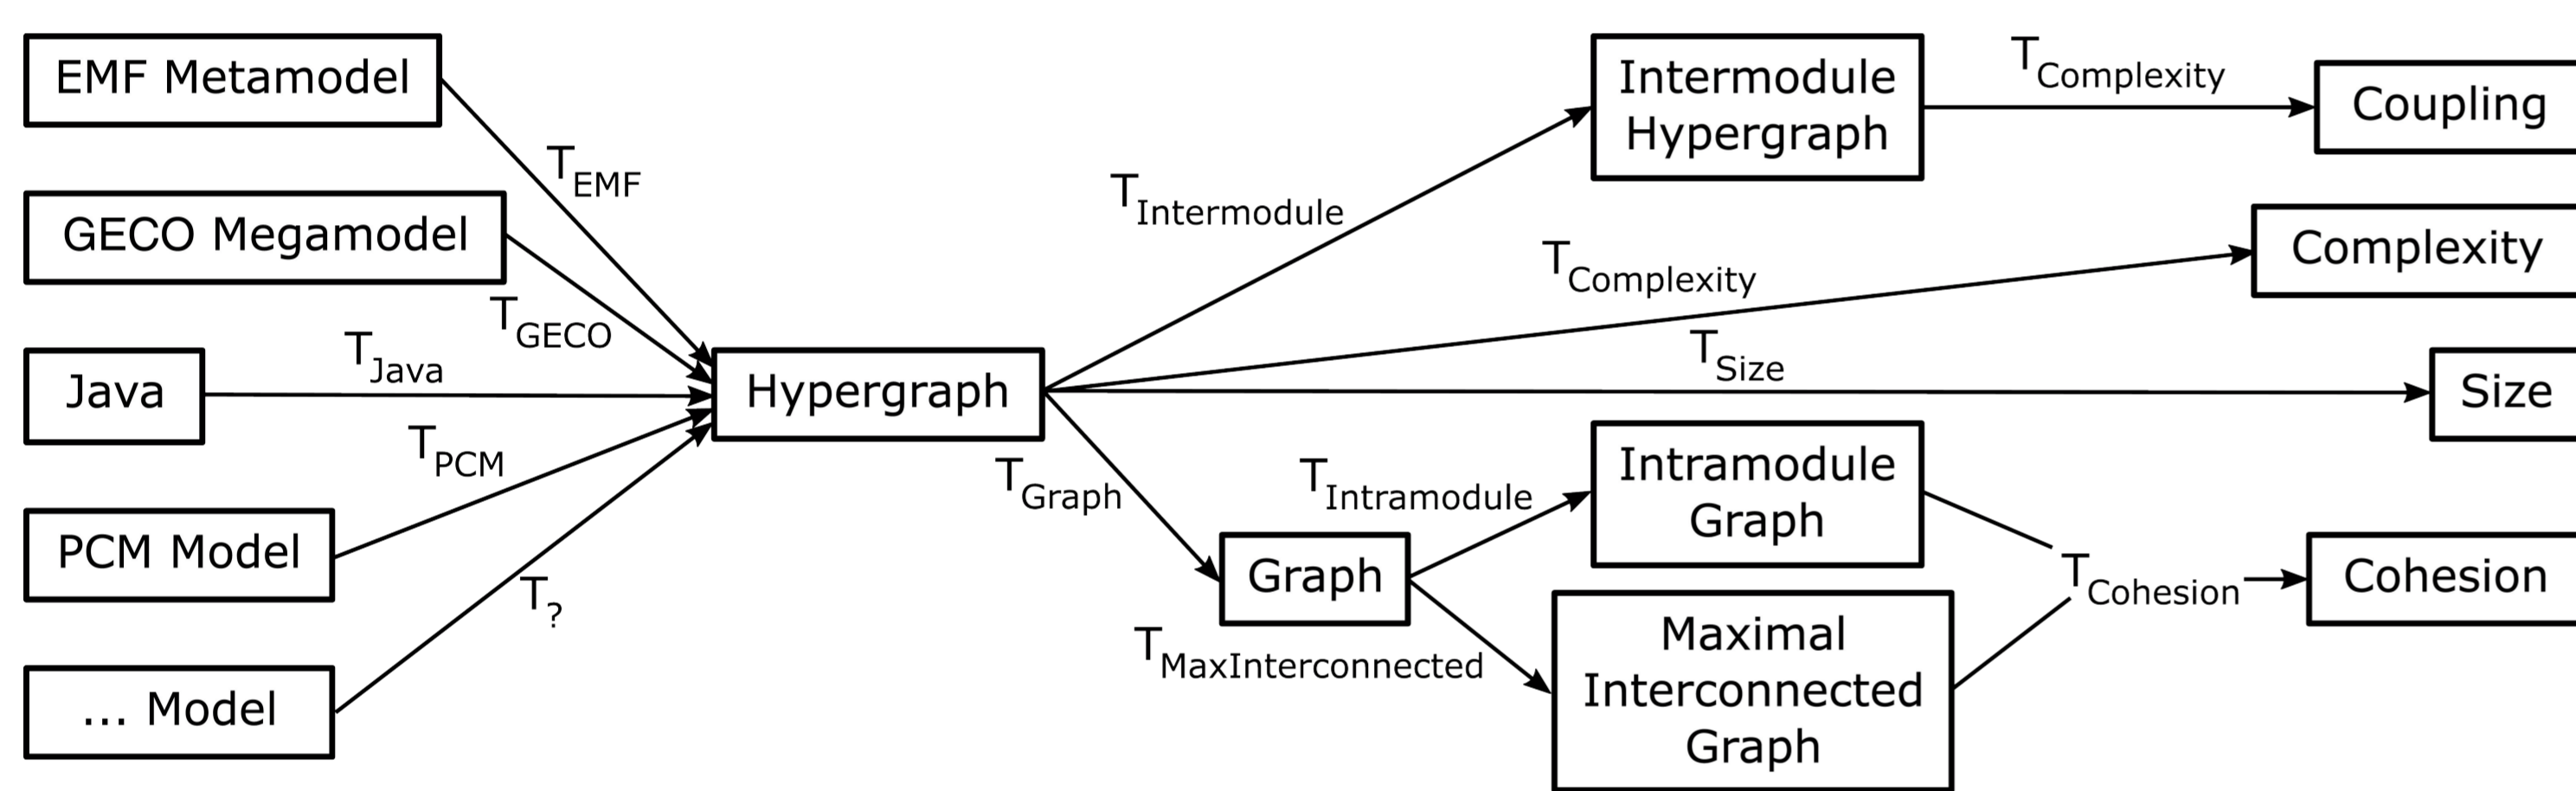 EMF Metamodel
T_EMF
GECO Megamodel
T_GECO
Java
T_Java
PCM Model
T_PCM
... Model
T_?
Hypergraph
T_Intermodule
Intermodule
Hypergraph
T_Complexity
Coupling
T_Complexity
Complexity
T_Size
Size
T_Graph
Graph
T_Intramodule
Intramodule
Graph
T_MaxInterconnected
Maximal
Interconnected
Graph
T_Cohesion
Cohesion